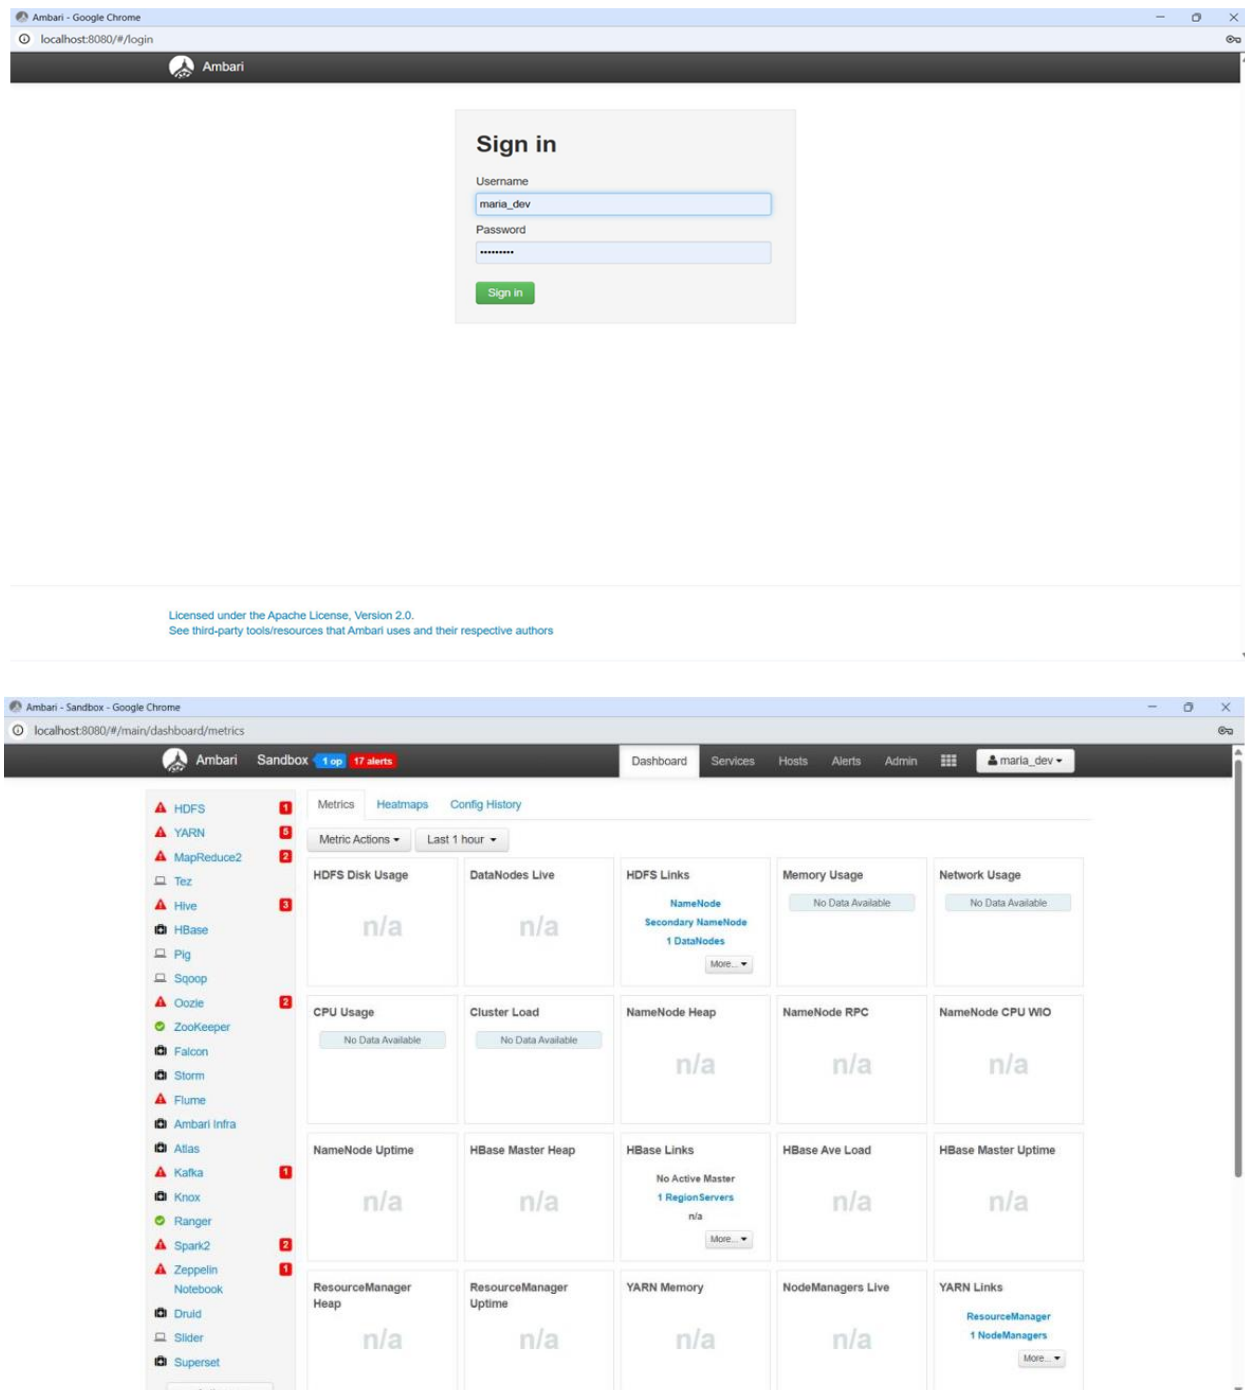 Ambari - Google Chrome
localhost:8080/#/login
Ambari
Sign in
Username
maria_dev
Password
•••••••••
Sign in
Licensed under the Apache License, Version 2.0.
See third-party tools/resources that Ambari uses and their respective authors
Ambari - Sandbox - Google Chrome
localhost:8080/#/main/dashboard/metrics
Ambari Sandbox 1 op 17 alerts Dashboard Services Hosts Alerts Admin maria_dev
HDFS 1
YARN 5
MapReduce2 2
Tez
Hive 3
HBase
Pig
Sqoop
Oozie 2
ZooKeeper
Falcon
Storm
Flume
Ambari Infra
Atlas
Kafka 1
Knox
Ranger
Spark2 2
Zeppelin 1
Notebook
Druid
Slider
Superset
Metrics Heatmaps Config History
Metric Actions Last 1 hour
HDFS Disk Usage
n/a
DataNodes Live
n/a
HDFS Links
NameNode
Secondary NameNode
1 DataNodes
More...
Memory Usage
No Data Available
Network Usage
No Data Available
CPU Usage
No Data Available
Cluster Load
No Data Available
NameNode Heap
n/a
NameNode RPC
n/a
NameNode CPU WIO
n/a
NameNode Uptime
n/a
HBase Master Heap
n/a
HBase Links
No Active Master
1 RegionServers
n/a
More...
HBase Ave Load
n/a
HBase Master Uptime
n/a
ResourceManager
Heap
n/a
ResourceManager
Uptime
n/a
YARN Memory
n/a
NodeManagers Live
n/a
YARN Links
ResourceManager
1 NodeManagers
More...